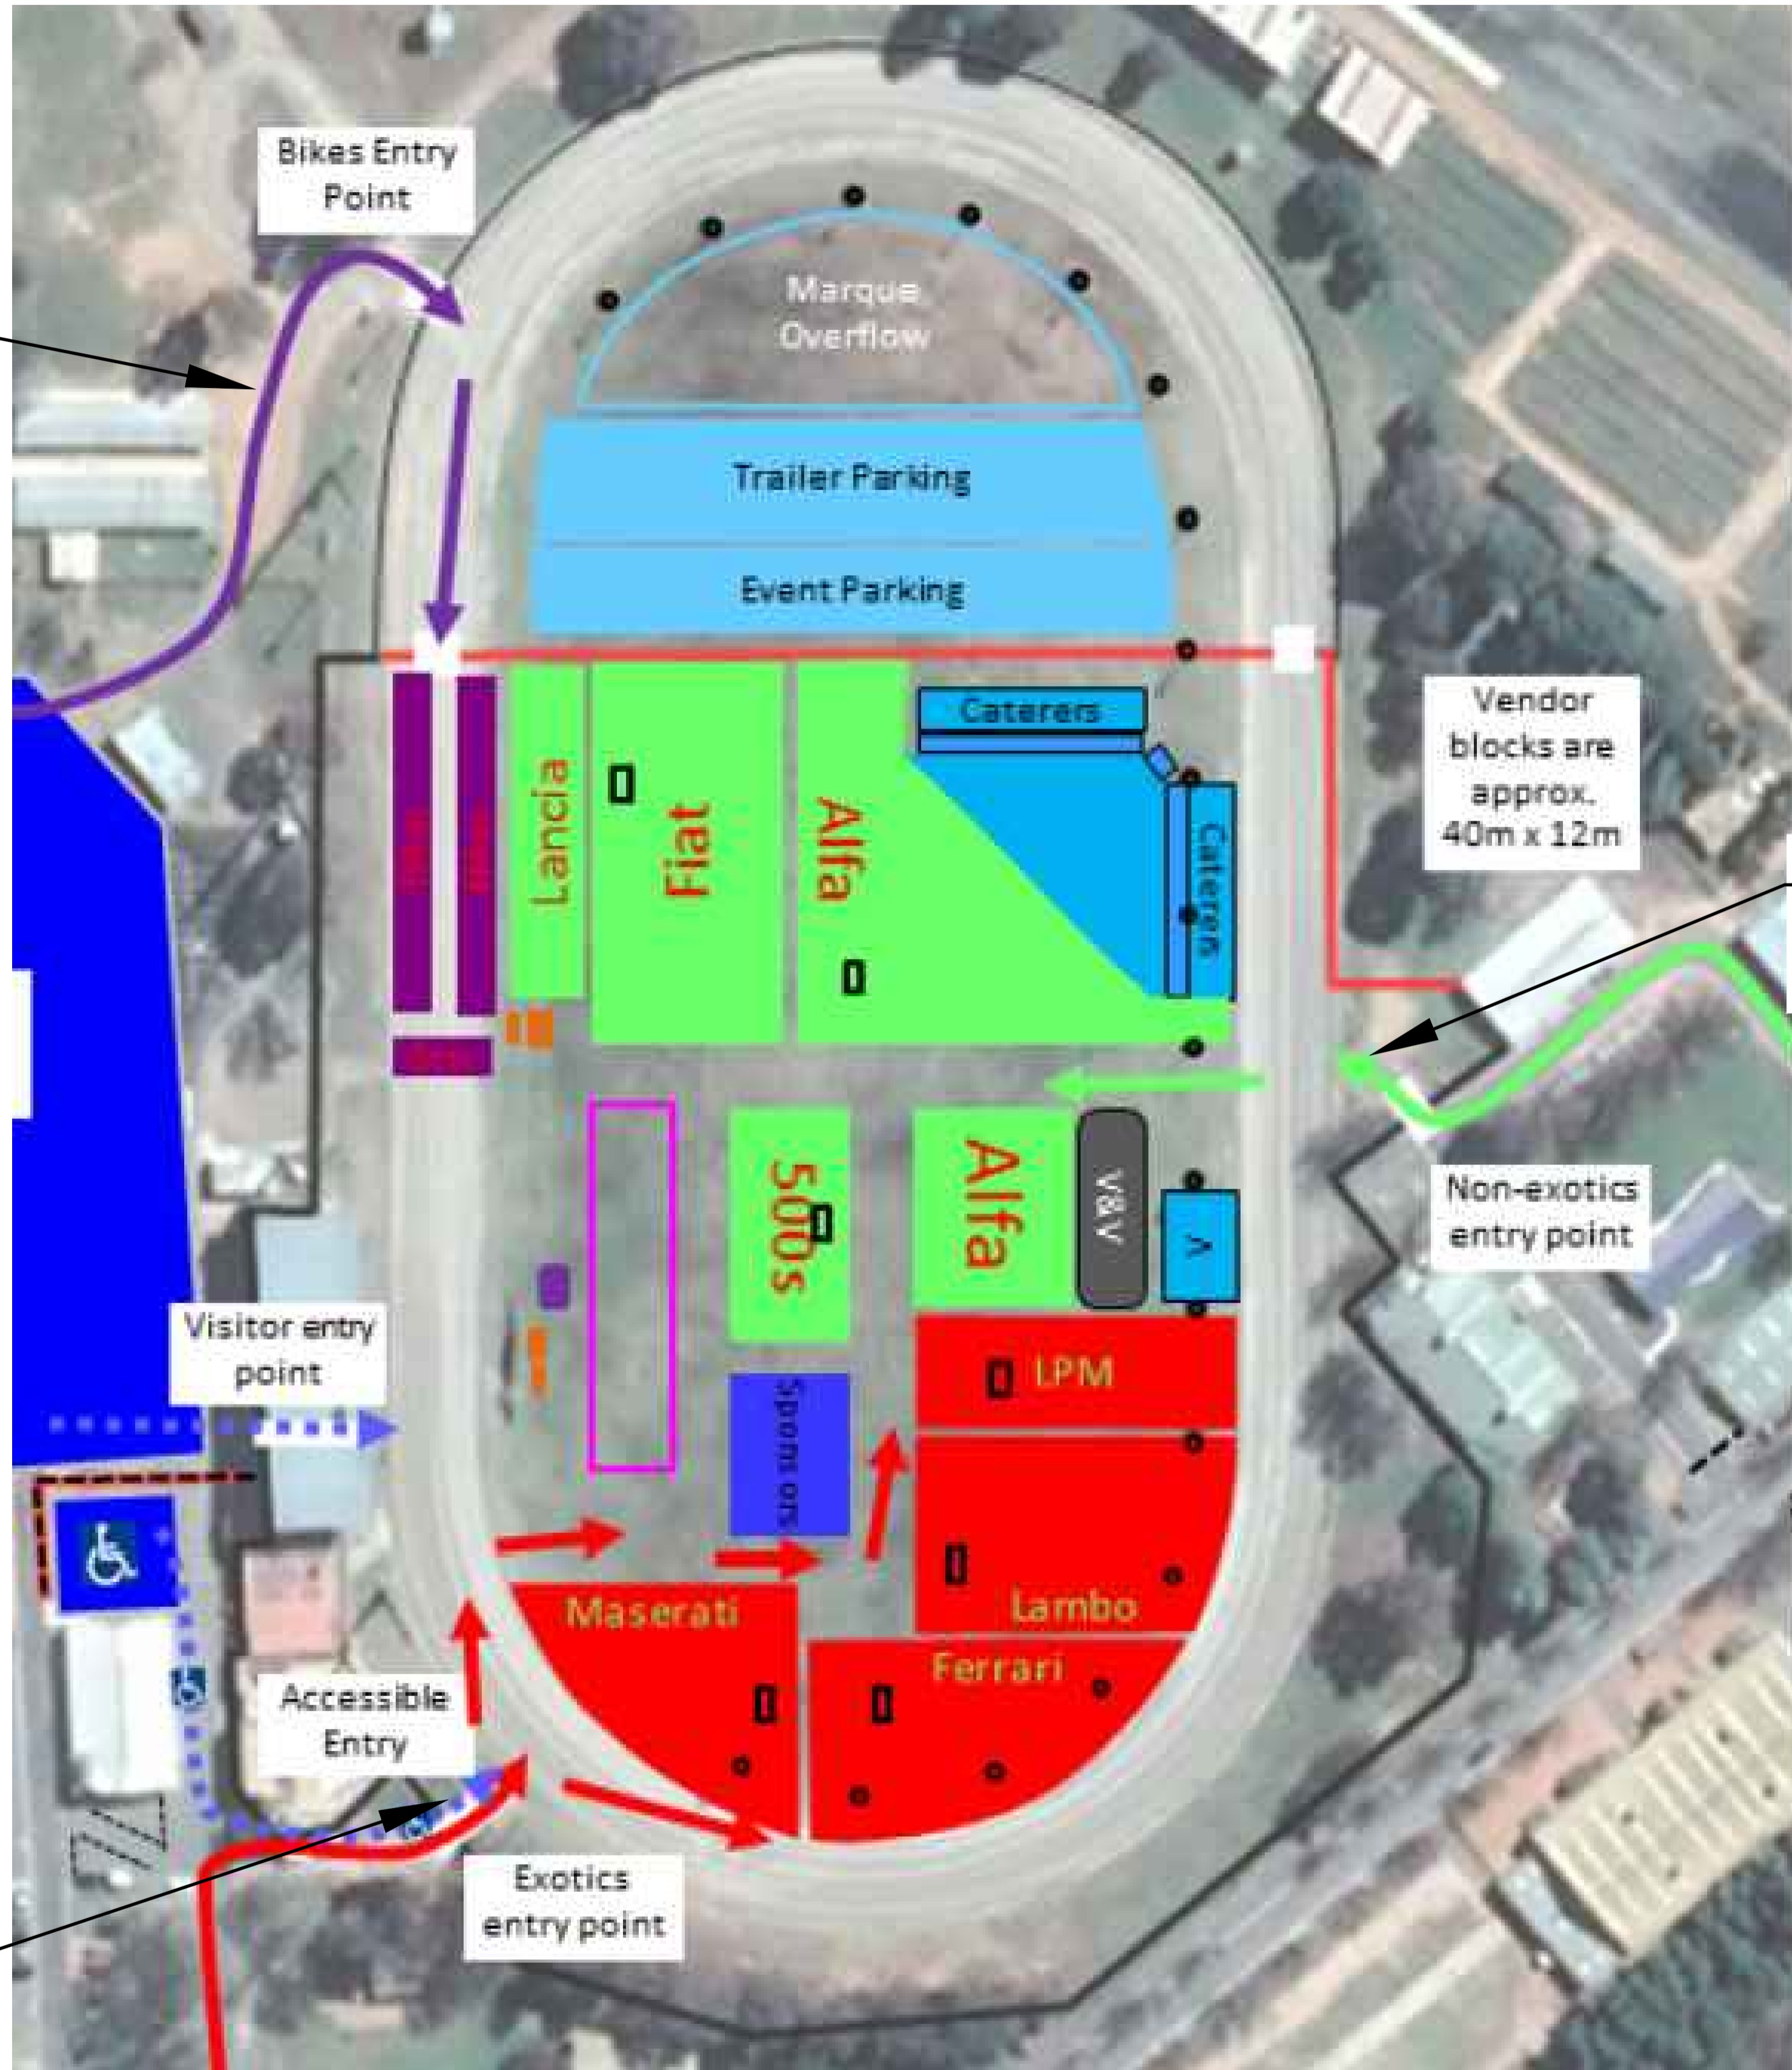 Bikes Entry
Point
Marque
Overflow
Trailer Parking
Event Parking
Caterers
Vendor
blocks are
approx.
40m x 12m
Lancia
Fiat
Alfa
Caterers
500s
Alfa
V&V
V
Non-exotics
entry point
Visitor entry
point
LPM
Sponsors
Lambo
Maserati
Ferrari
Accessible
Entry
Exotics
entry point